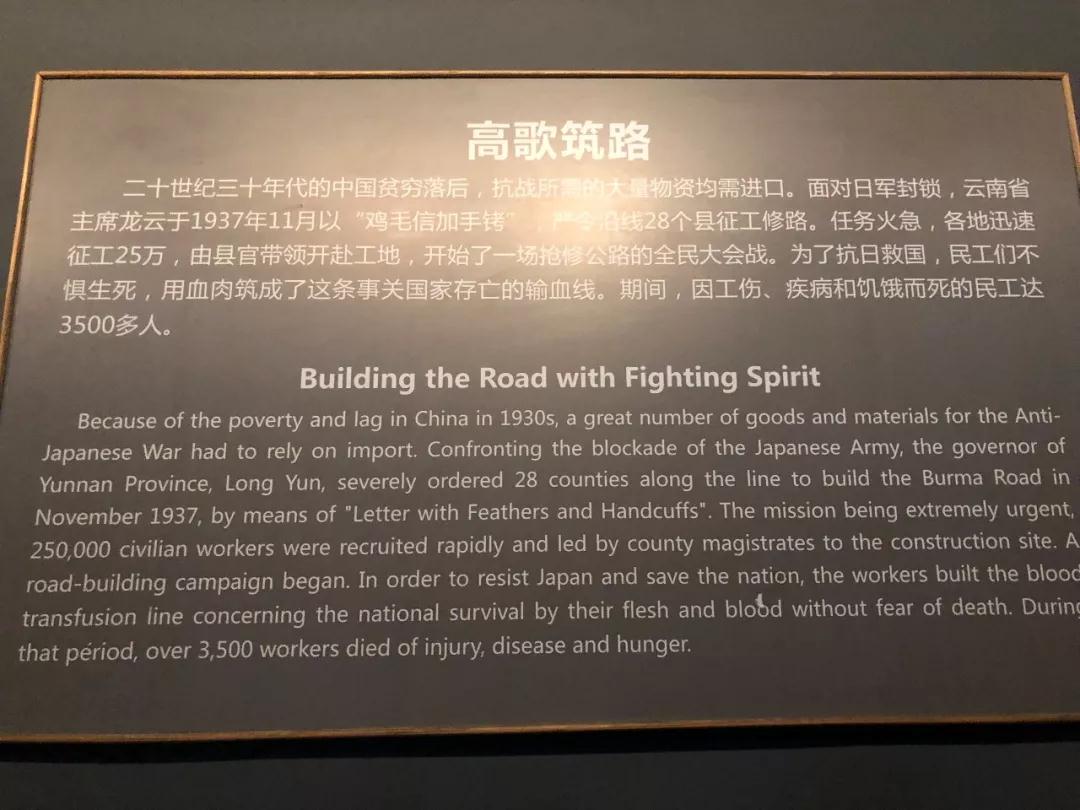 高歌筑路
二十世纪三十年代的中国贫穷落后，抗战所需的大量物资均需进口。面对日军封锁，云南省
主席龙云于1937年11月以“鸡毛信加手铐”，严令沿线28个县征工修路。任务火急，各地迅速
征工25万，由县官带领开赴工地，开始了一场抢修公路的全民大会战。为了抗日救国，民工们不
惧生死，用血肉筑成了这条事关国家存亡的输血线。期间，因工伤、疾病和饥饿而死的民工达
3500多人。
Building the Road with Fighting Spirit
Because of the poverty and lag in China in 1930s, a great number of goods and materials for the Anti-
Japanese War had to rely on import. Confronting the blockade of the Japanese Army, the governor of
Yunnan Province, Long Yun, severely ordered 28 counties along the line to build the Burma Road in
November 1937, by means of "Letter with Feathers and Handcuffs". The mission being extremely urgent,
250,000 civilian workers were recruited rapidly and led by county magistrates to the construction site. A
road-building campaign began. In order to resist Japan and save the nation, the workers built the blood
transfusion line concerning the national survival by their flesh and blood without fear of death. During
that period, over 3,500 workers died of injury, disease and hunger.